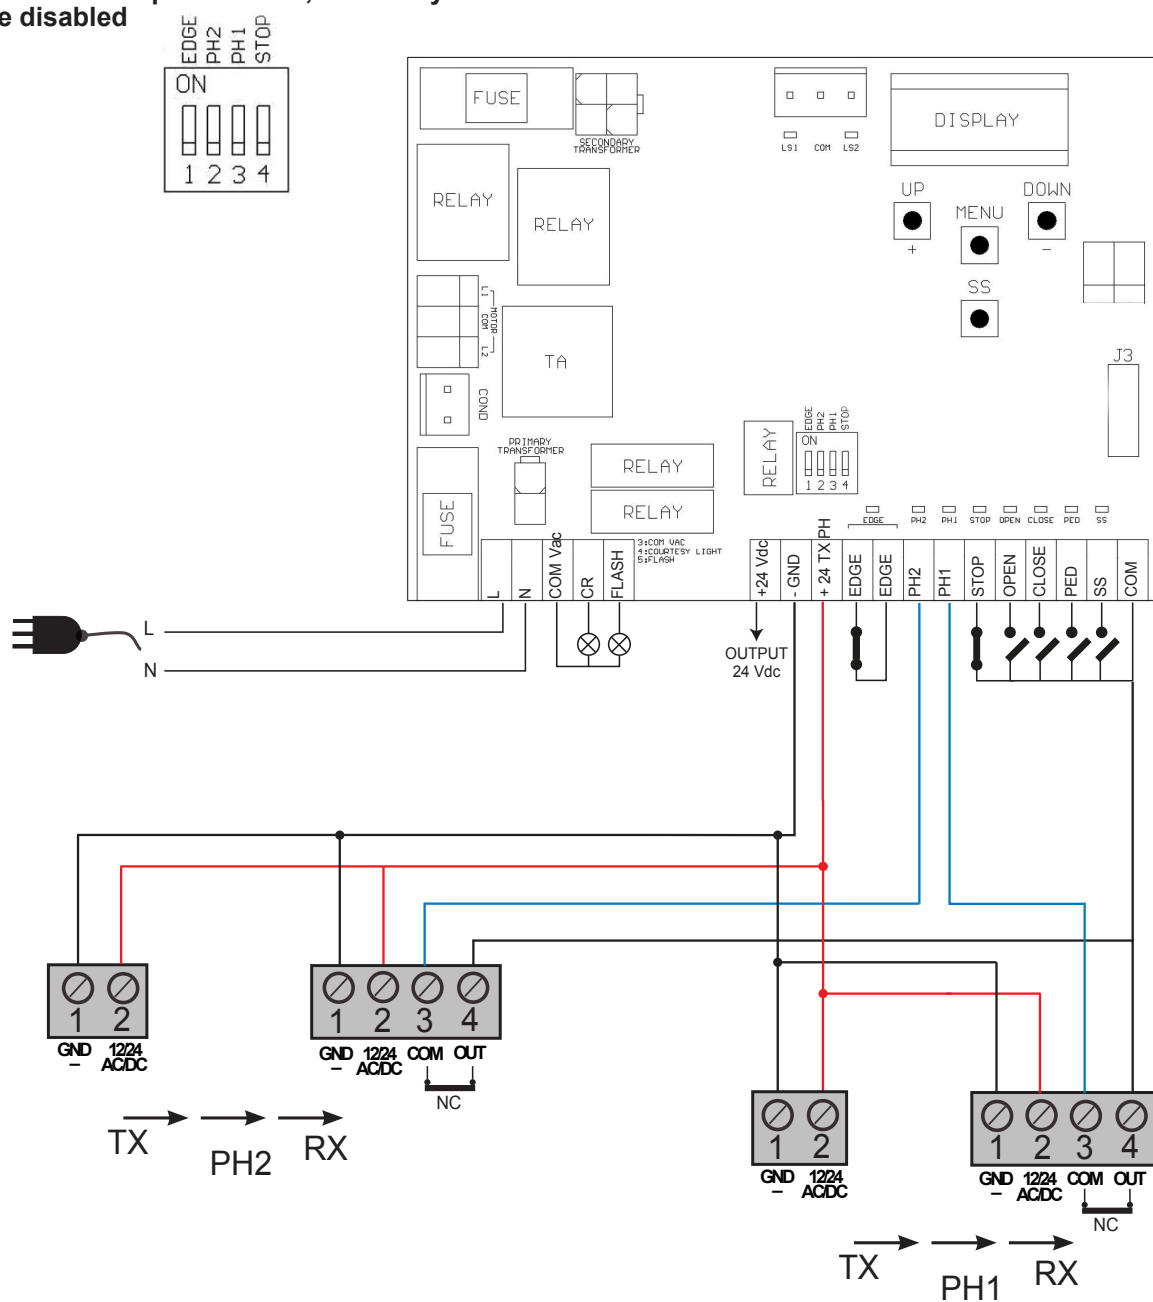 e disabled
EDGE
PH2
PH1
STOP
ON
1 2 3 4
FUSE
SECONDARY
TRANSFORMER
LS1 COM LS2
DISPLAY
UP
+
MENU
DOWN
-
SS
RELAY
RELAY
L1
MOTOR
COM
L2
TA
COND
J3
PRIMARY
TRANSFORMER
FUSE
RELAY
RELAY
3:COM VAC
4:COURTESY LIGHT
5:FLASH
RELAY
EDGE
PH2
PH1
STOP
ON
1 2 3 4
EDGE PH2 PH1 STOP OPEN CLOSE PED SS
L
N
COM Vac
CR
FLASH
+24 Vdc
- GND
+ 24 TX PH
EDGE
EDGE
PH2
PH1
STOP
OPEN
CLOSE
PED
SS
COM
L
N
OUTPUT
24 Vdc
1 2
GND 12/24
– AC/DC
1 2 3 4
GND 12/24 COM OUT
– AC/DC
NC
TX PH2 RX
1 2
GND 12/24
– AC/DC
1 2 3 4
GND 12/24 COM OUT
– AC/DC
NC
TX PH1 RX